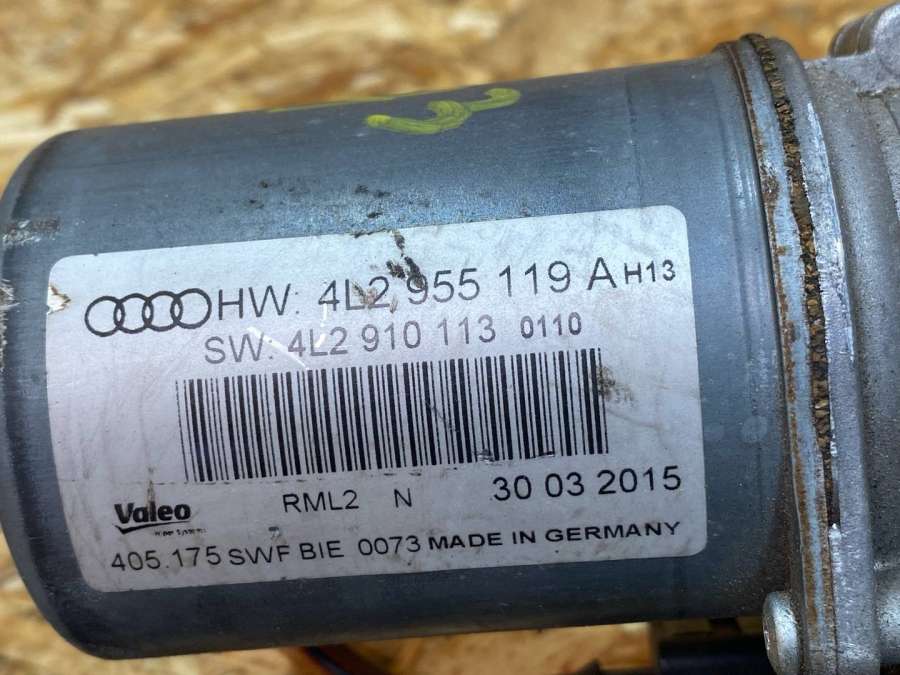 3
HW: 4L2 955 119 A H13
SW: 4L2 910 113 0110
RML2 N 30 03 2015
Valeo
405.175 SWF BIE 0073 MADE IN GERMANY